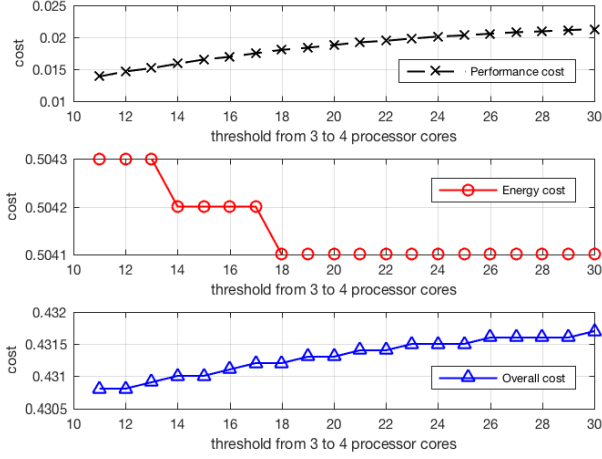 0.025
0.02
0.015
0.01
cost
Performance cost
10 12 14 16 18 20 22 24 26 28 30
threshold from 3 to 4 processor cores
0.5043
0.5042
0.5041
cost
Energy cost
10 12 14 16 18 20 22 24 26 28 30
threshold from 3 to 4 processor cores
0.432
0.4315
0.431
0.4305
cost
Overall cost
10 12 14 16 18 20 22 24 26 28 30
threshold from 3 to 4 processor cores